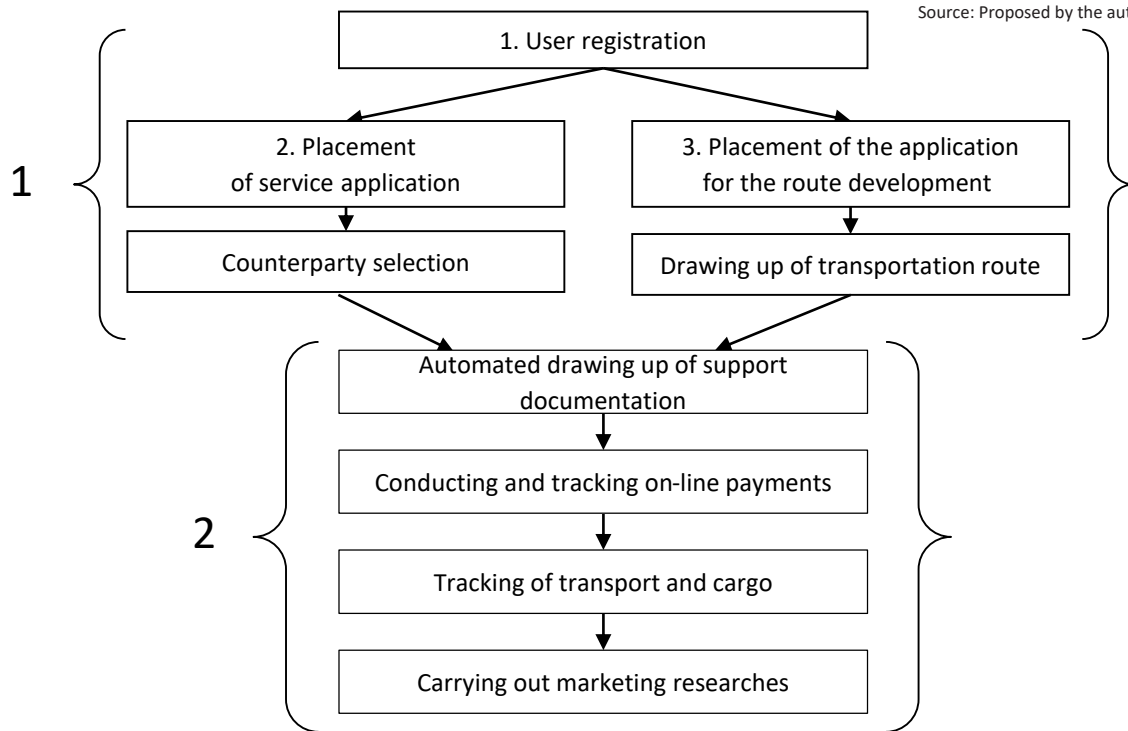 Source: Proposed by the
1. User registration
1
2. Placement
of service application
3. Placement of the application
for the route development
Counterparty selection
Drawing up of transportation route
2
Automated drawing up of support
documentation
Conducting and tracking on-line payments
Tracking of transport and cargo
Carrying out marketing researches